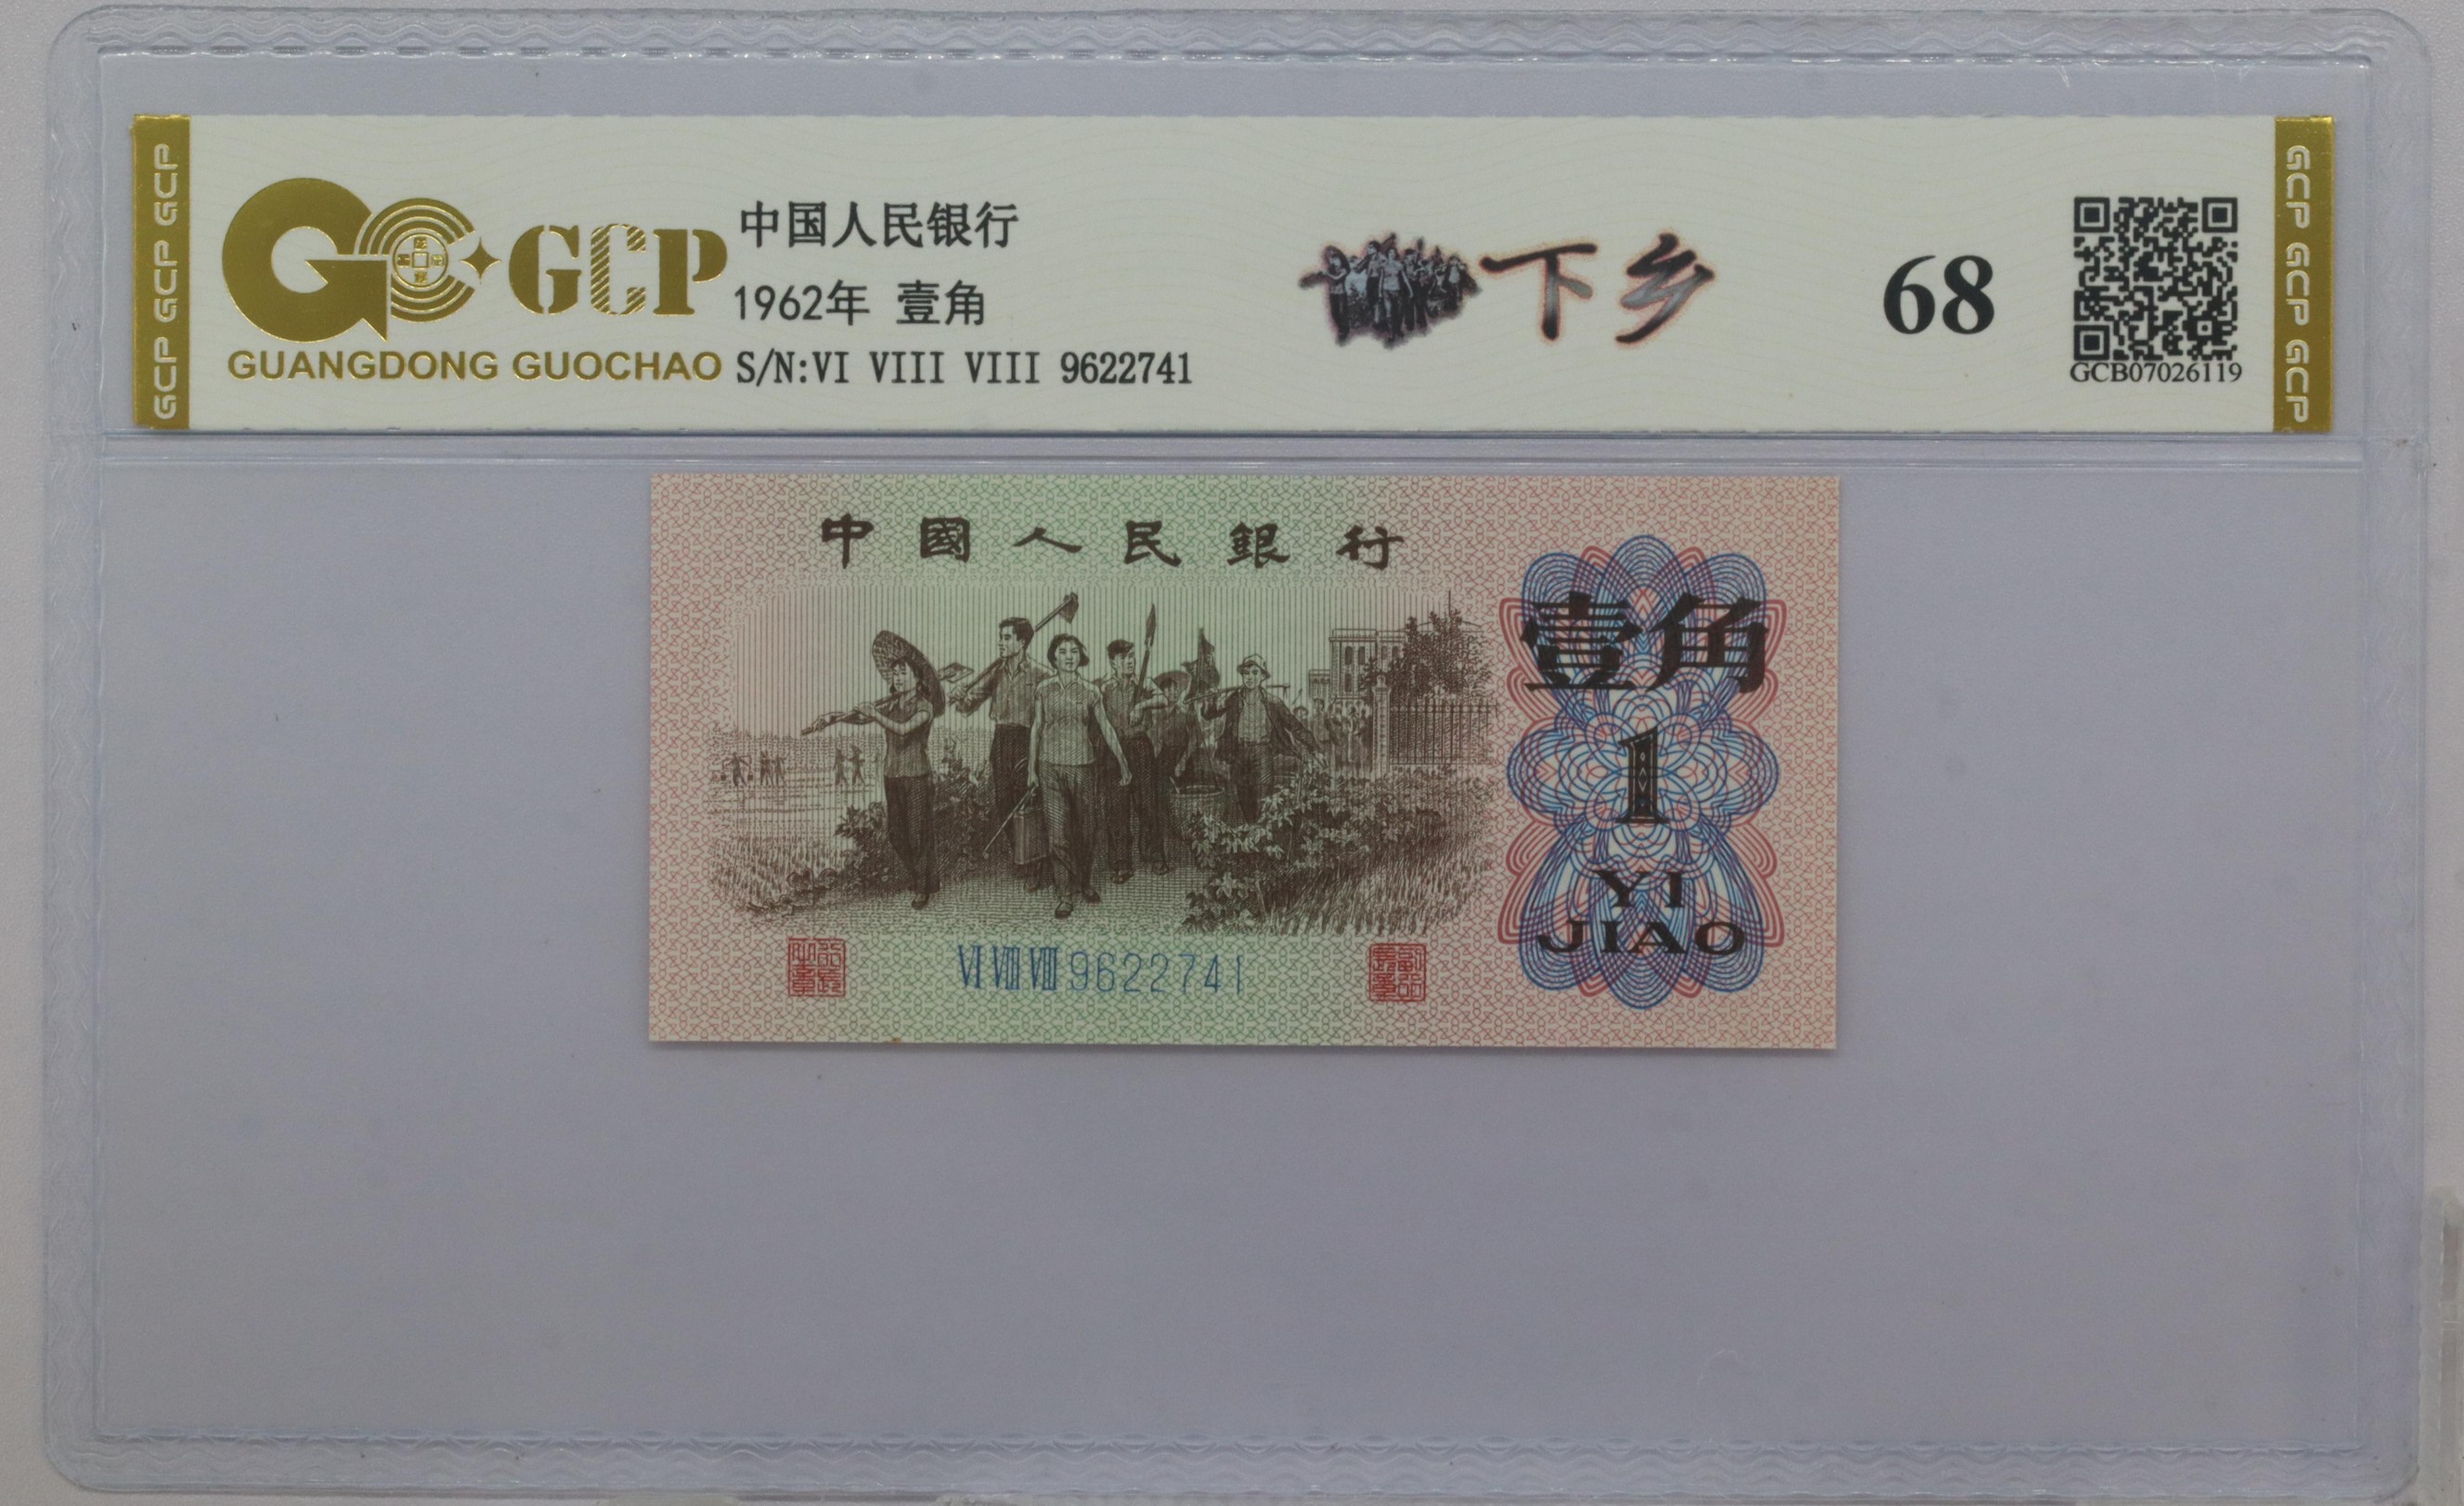 GCP GCP GCP
GCP
GUANGDONG GUOCHAO
中国人民银行
1962年 壹角
S/N:VI VIII VIII 9622741
下乡
68
GCB07026119
GCP GCP GCP
中國人民銀行
壹角
1
YI
JIAO
VI VIII VIII 9622741